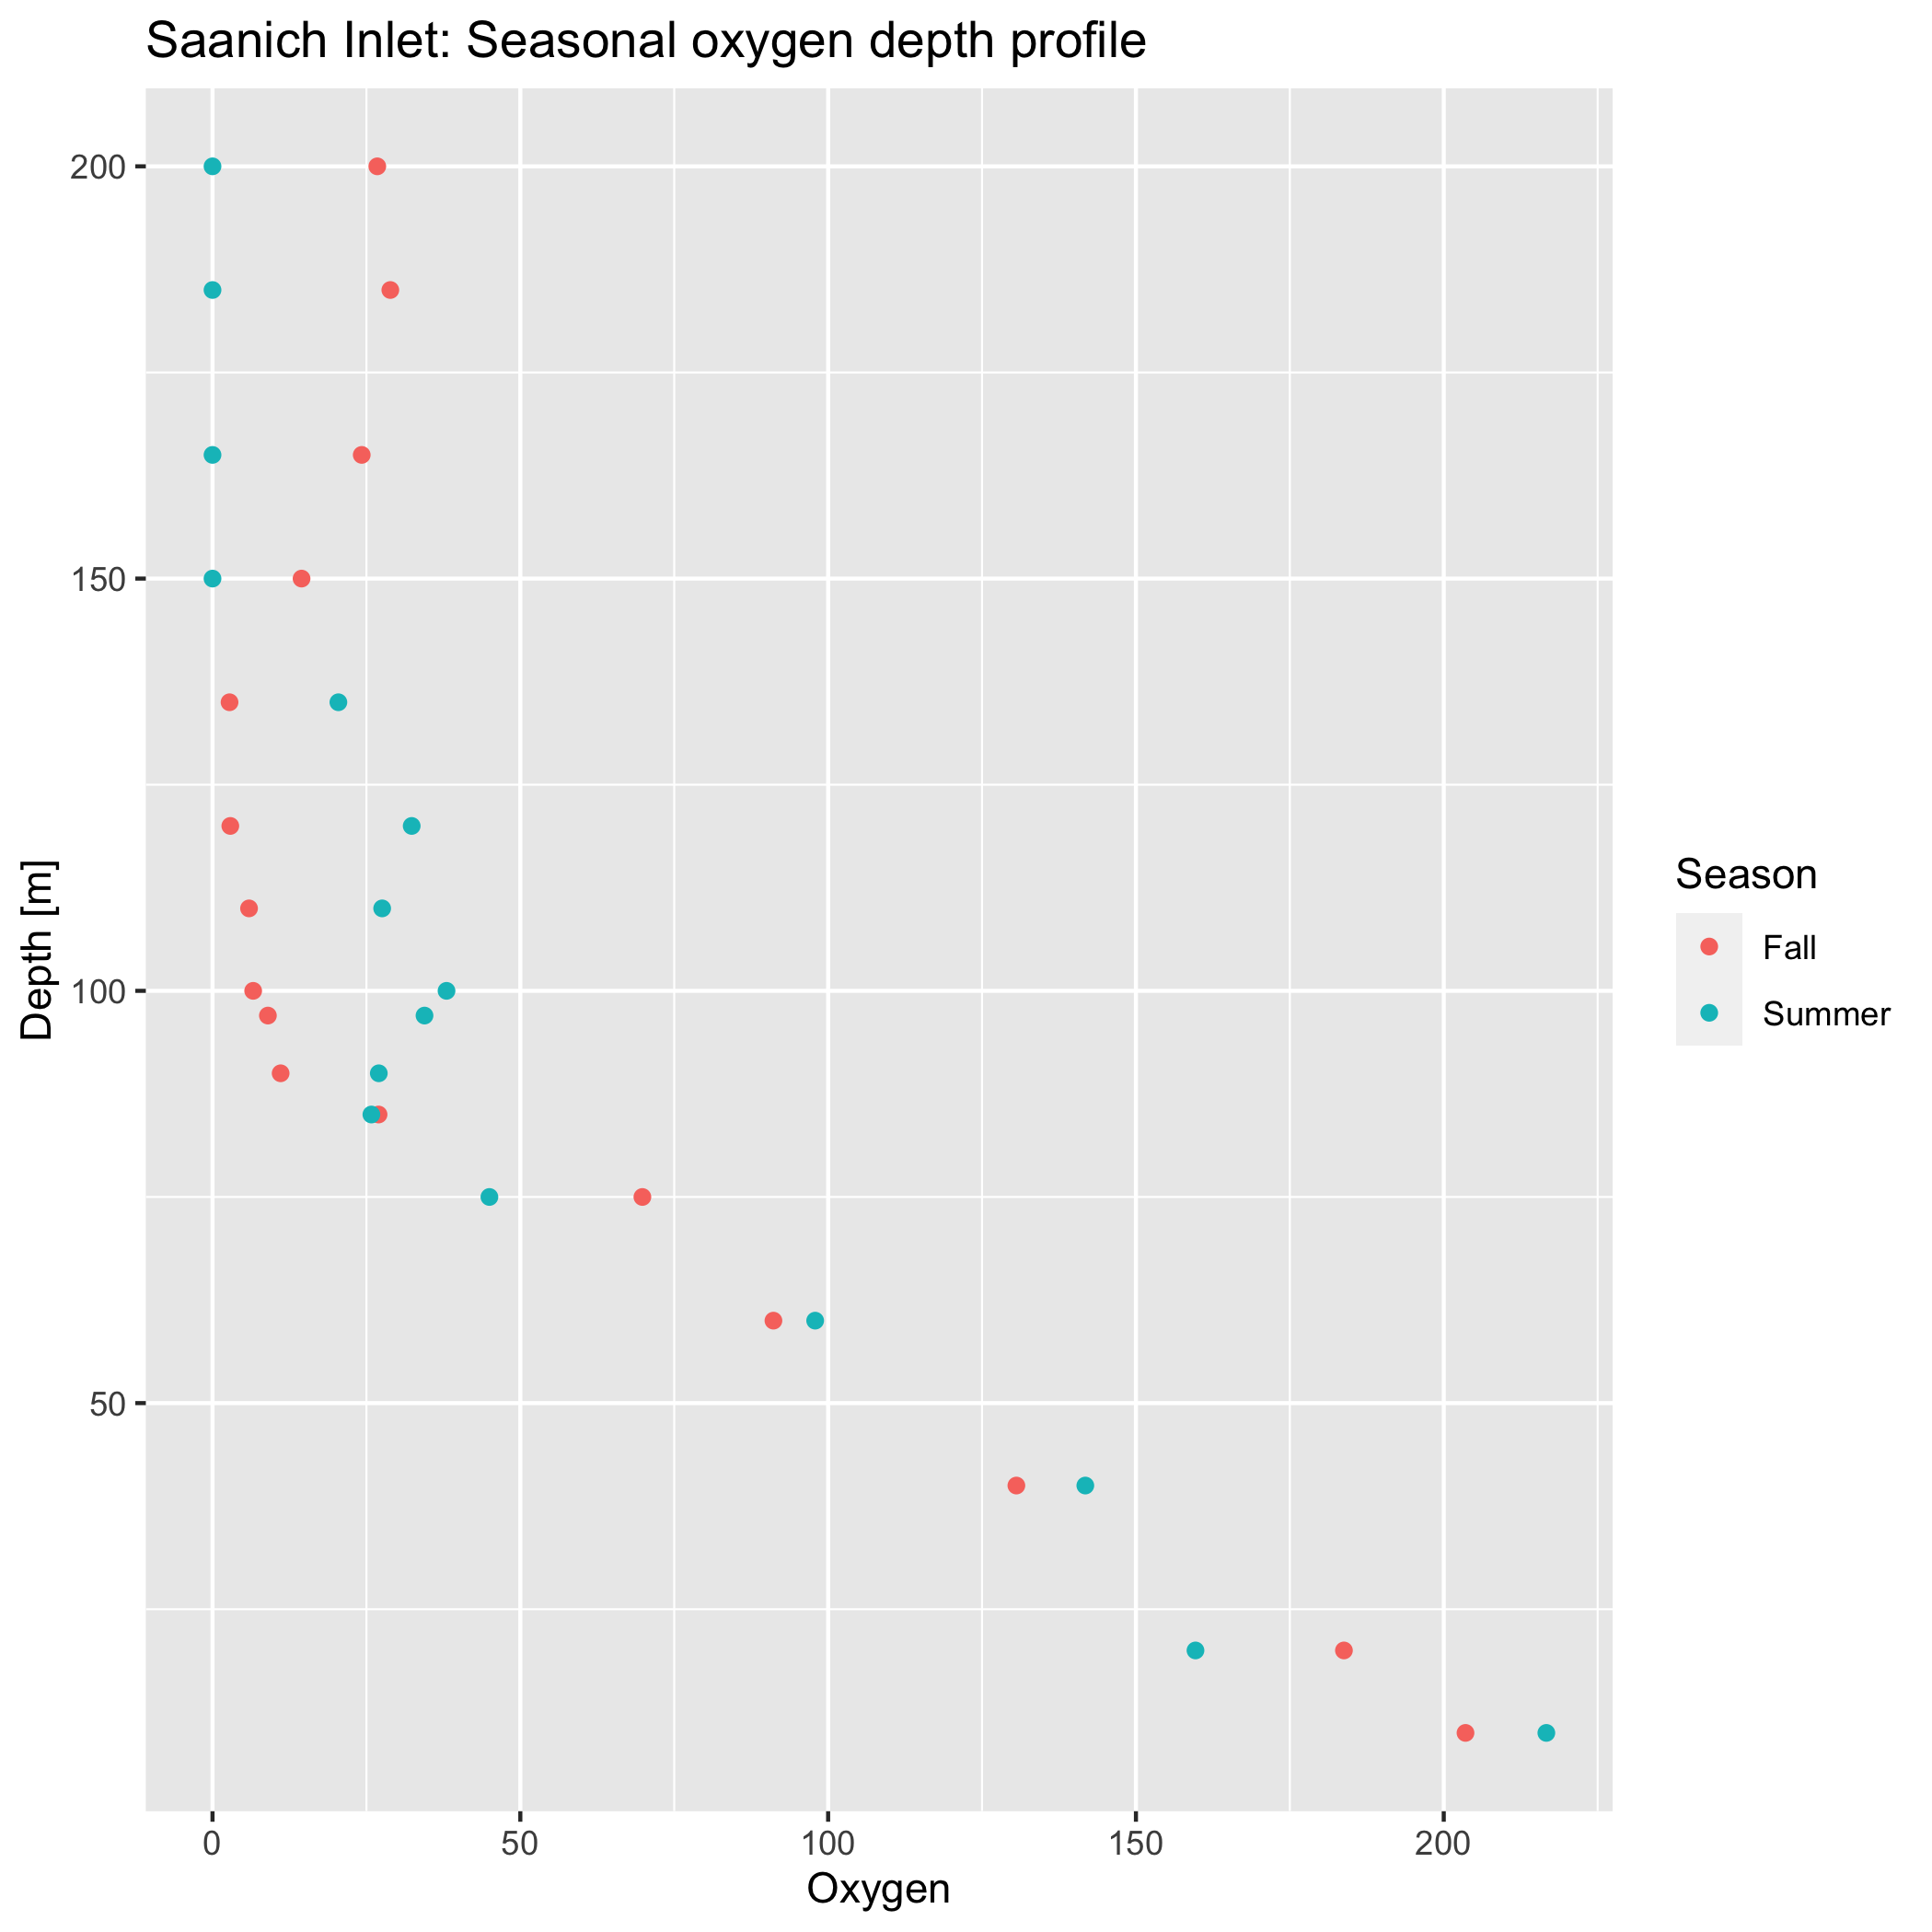 Saanich Inlet: Seasonal oxygen depth profile
200
150
100
50
Depth [m]
0 50 100 150 200
Oxygen
Season
Fall
Summer